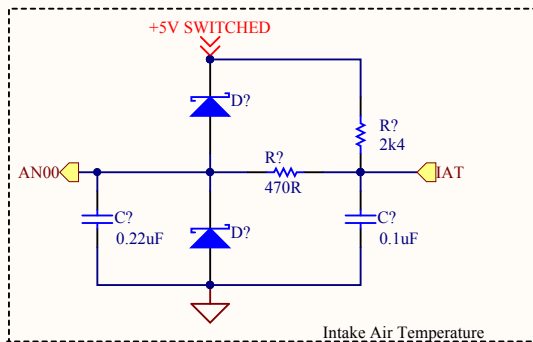 +5V SWITCHED
D?
R?
2k4
AN00
R?
470R
IAT
C?
0.22uF
D?
C?
0.1uF
Intake Air Temperature